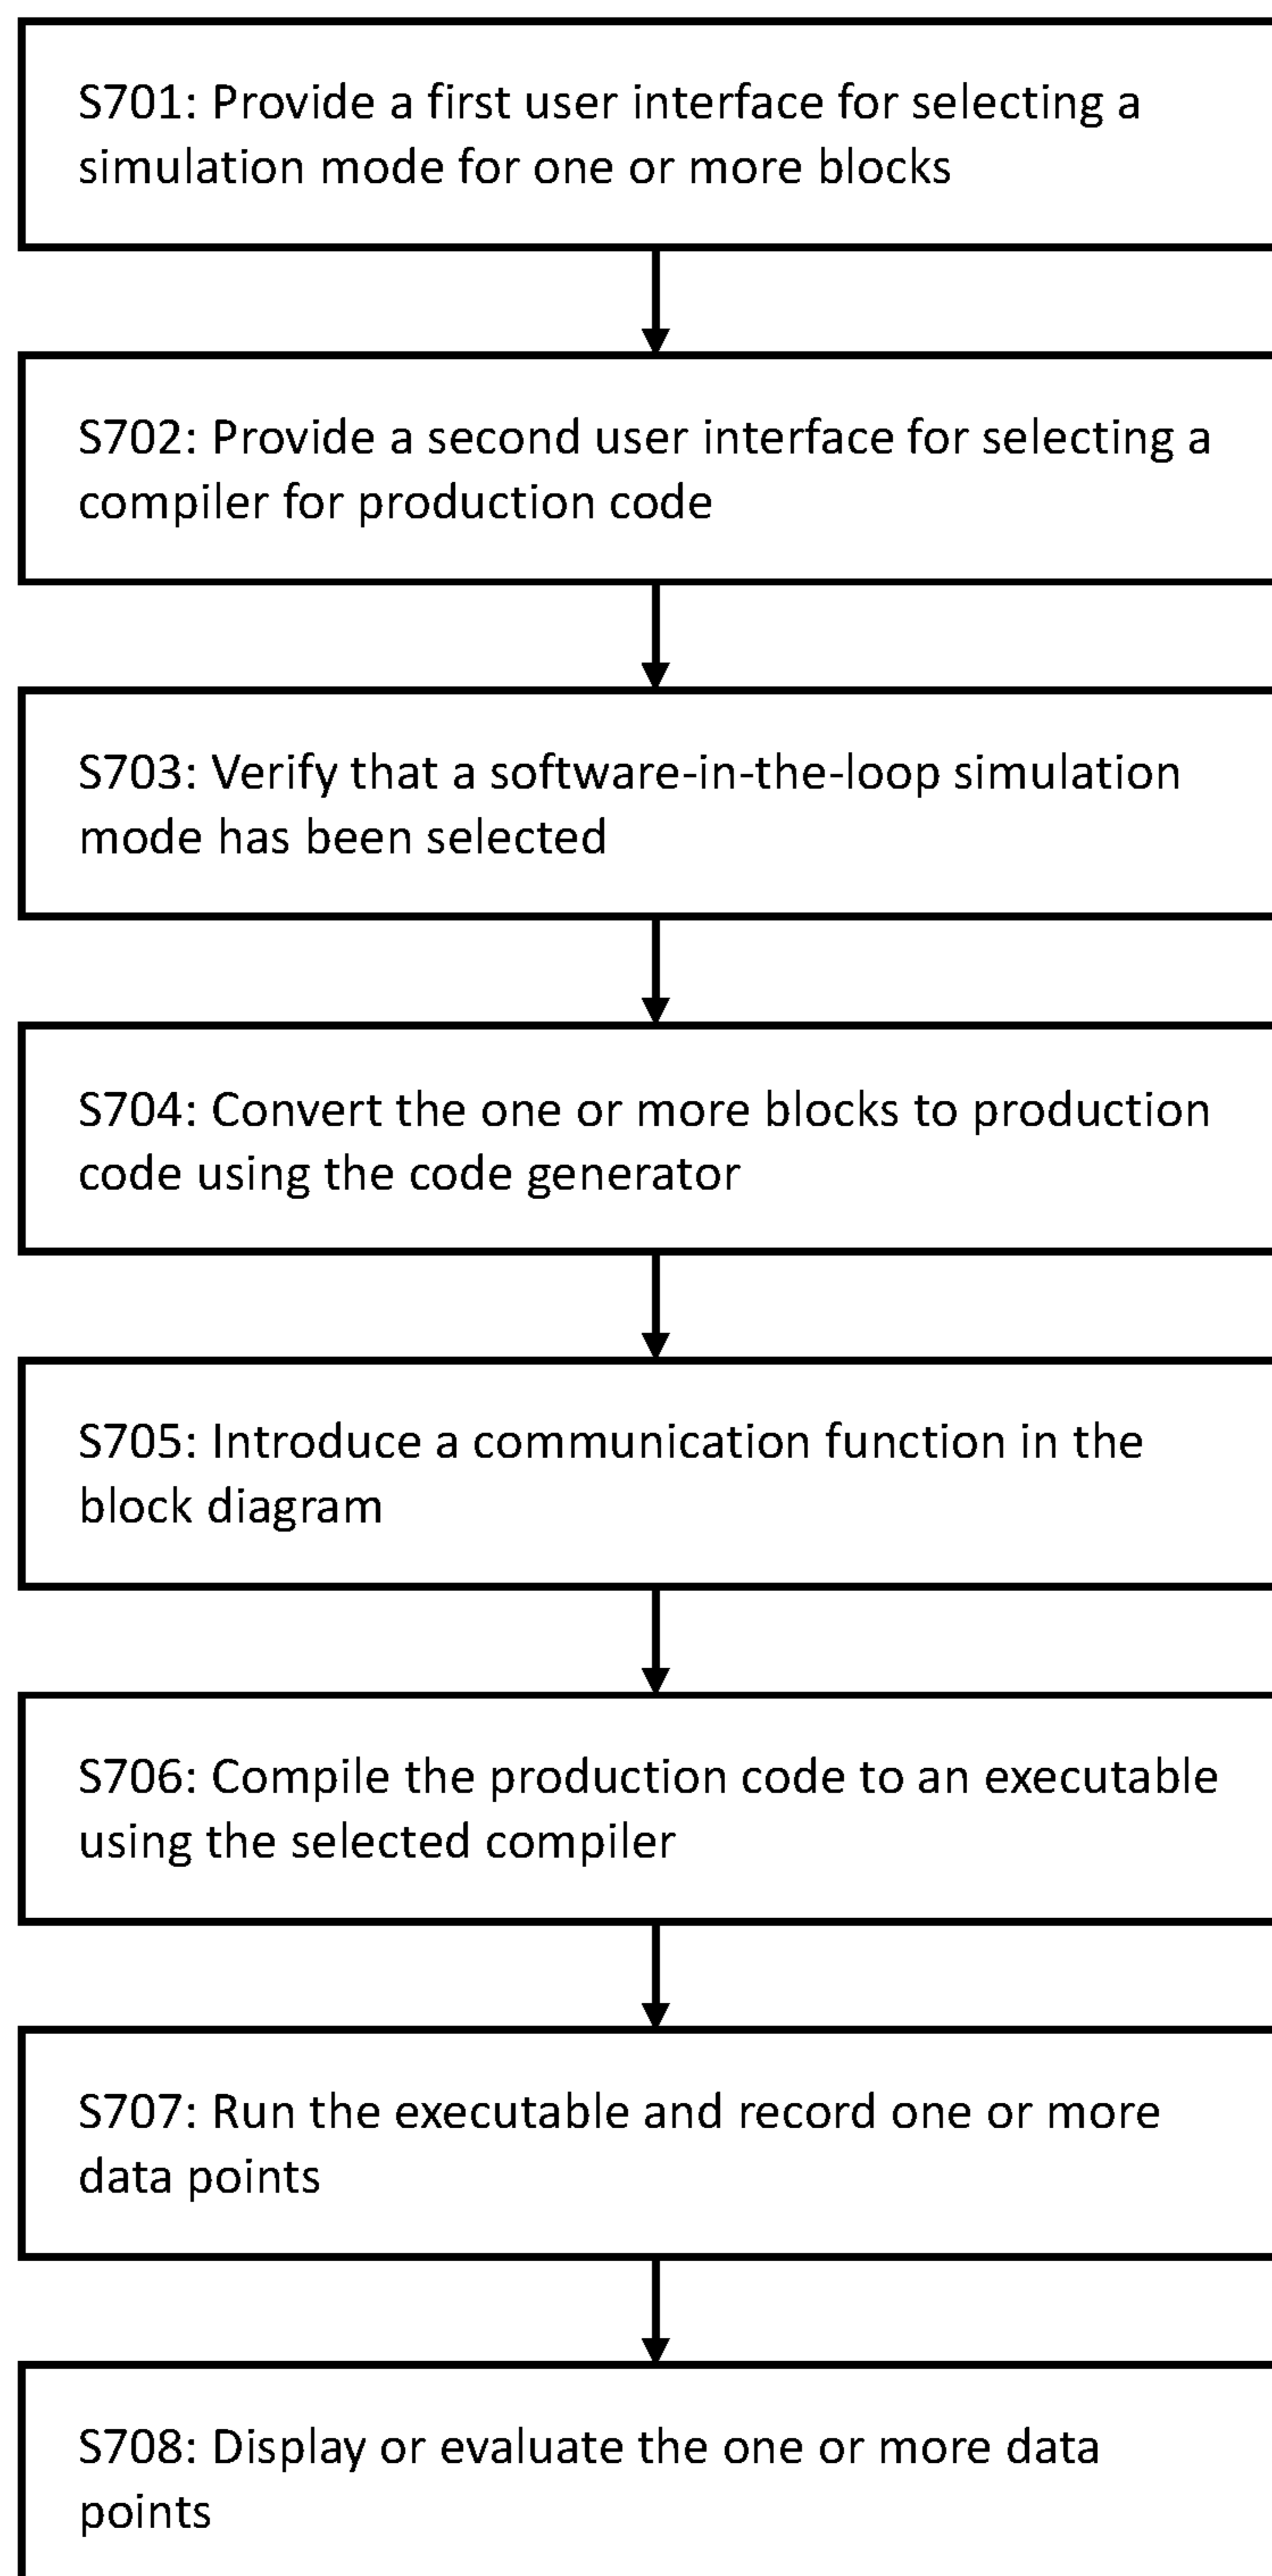 S701: Provide a first user interface for selecting a
simulation mode for one or more blocks
S702: Provide a second user interface for selecting a
compiler for production code
S703: Verify that a software-in-the-loop simulation
mode has been selected
S704: Convert the one or more blocks to production
code using the code generator
S705: Introduce a communication function in the
block diagram
S706: Compile the production code to an executable
using the selected compiler
S707: Run the executable and record one or more
data points
S708: Display or evaluate the one or more data
points